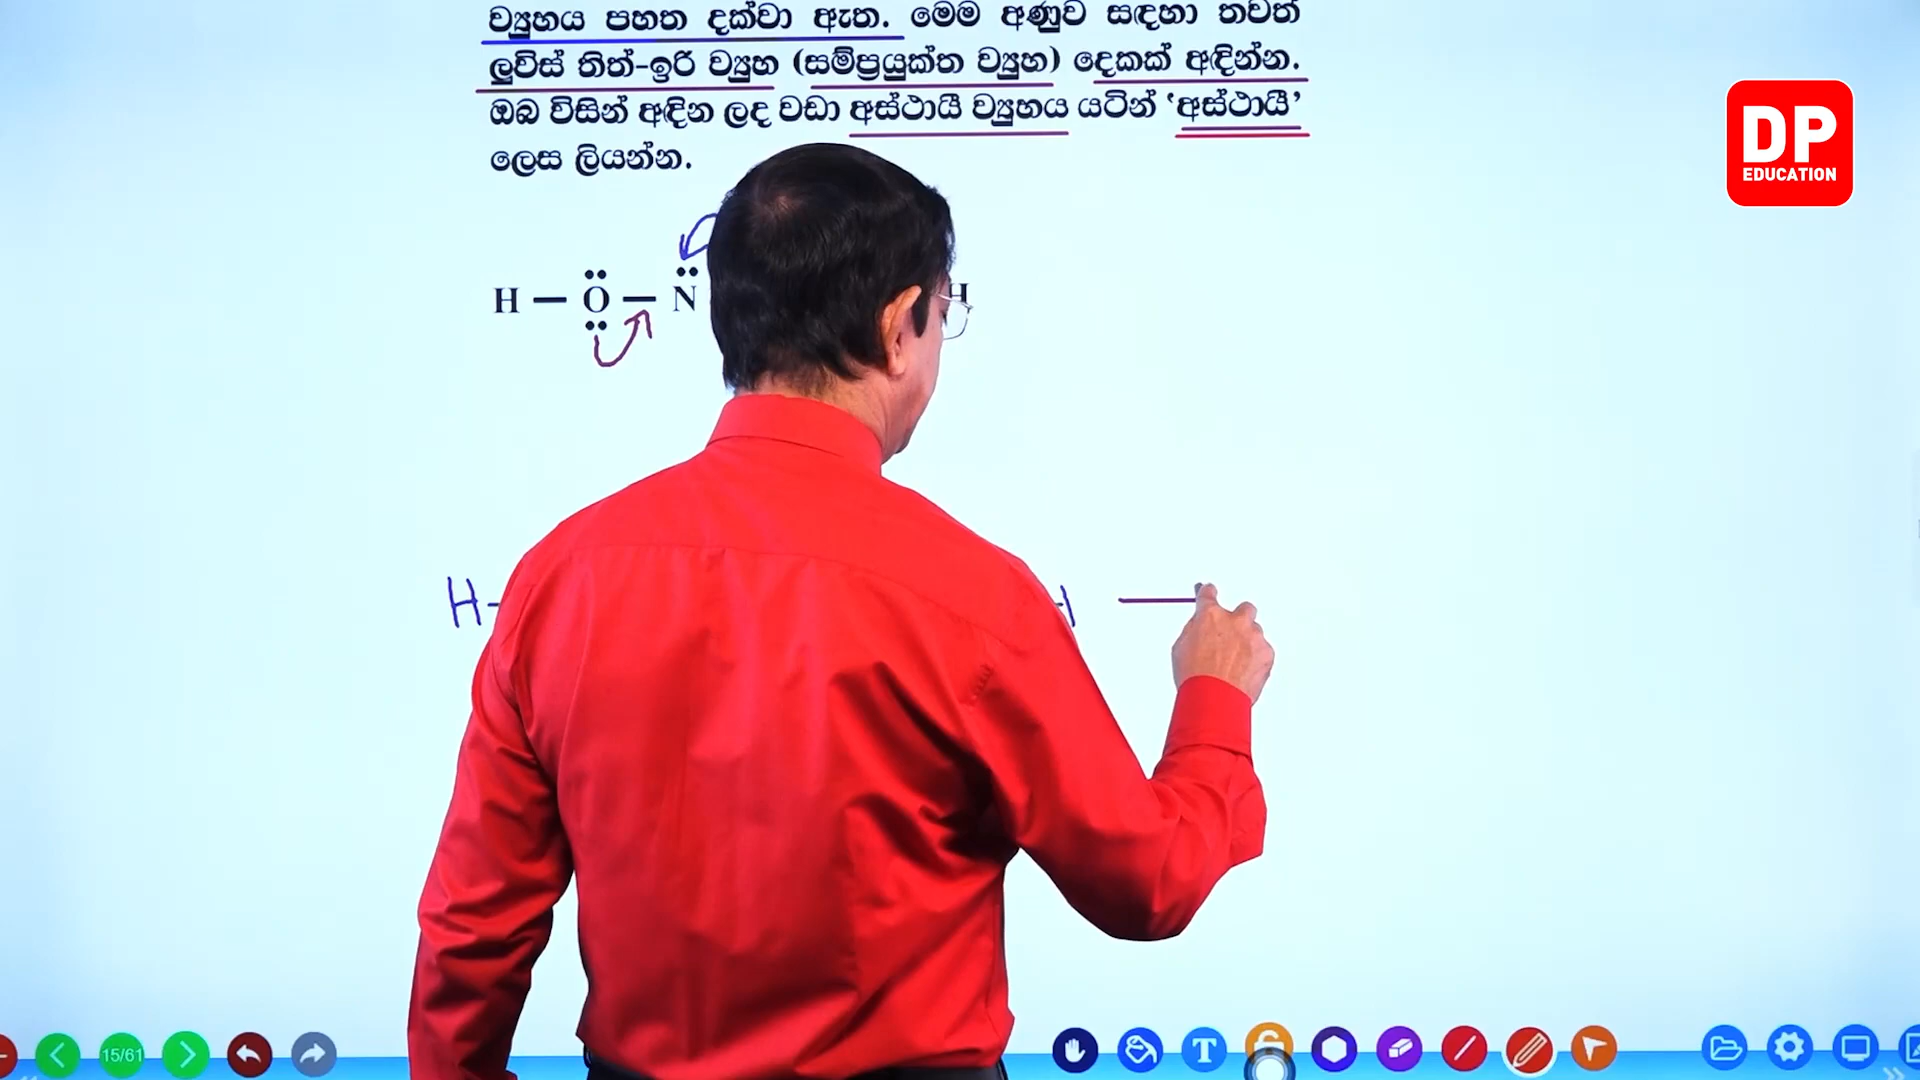 ව්‍යුහය පහත දක්වා ඇත. මෙම අණුව සඳහා තවත්
ලුවිස් තිත්-ඉරි ව්‍යුහ (සම්ප්‍රයුක්ත ව්‍යුහ) දෙකක් අඳින්න.
ඔබ විසින් අඳින ලද වඩා අස්ථායී ව්‍යුහය යටින් ‘අස්ථායී’
ලෙස ලියන්න.
DP
EDUCATION
H — O — N H
H-
15/61
T